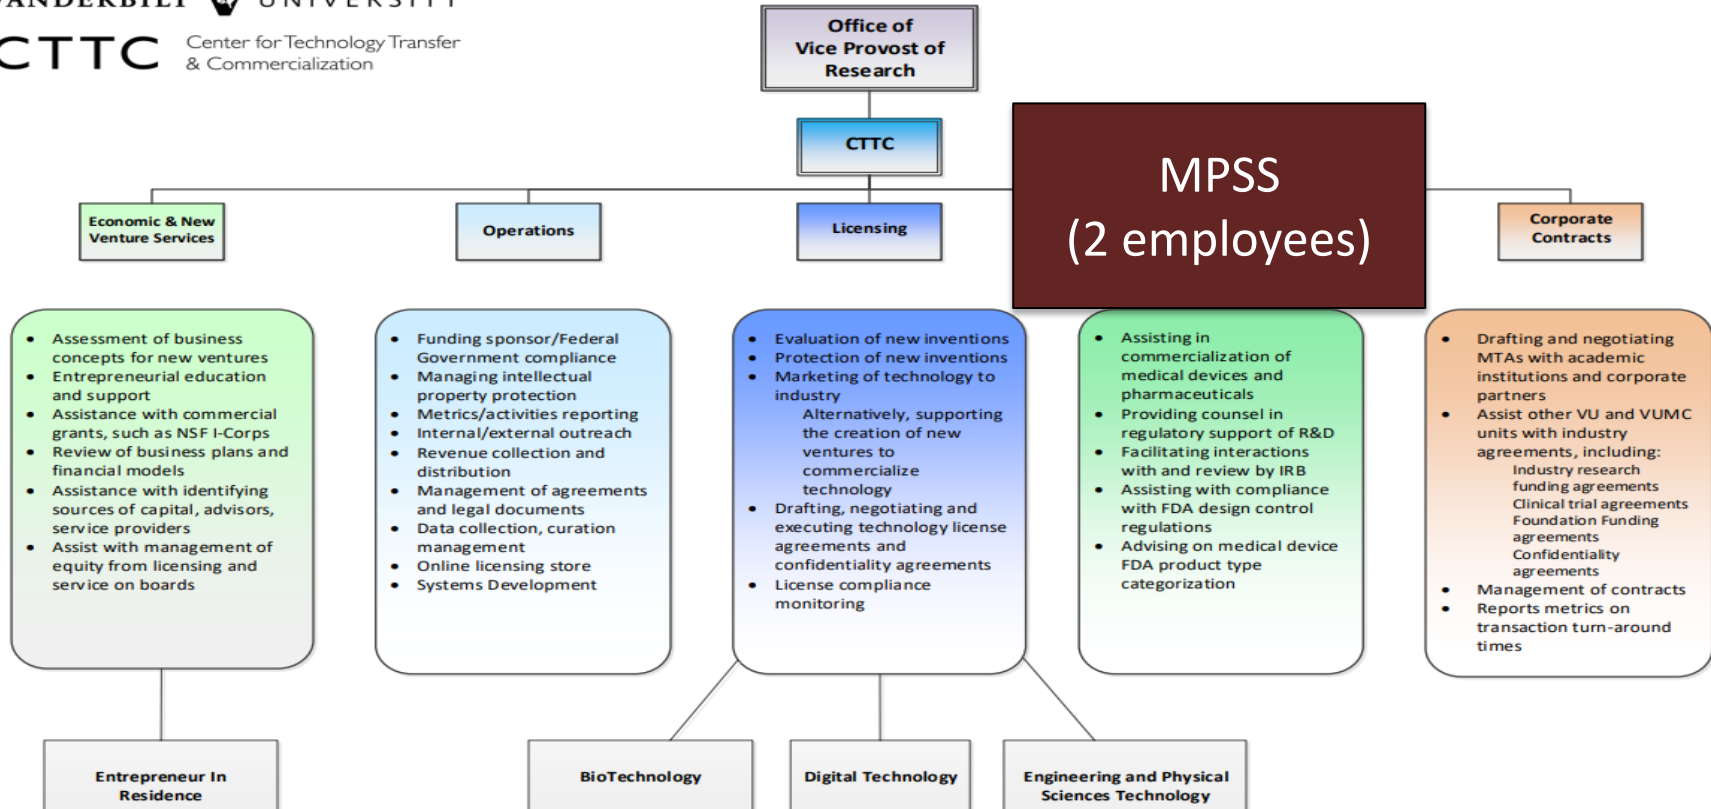 VANDERBILT UNIVERSITY
CTTC
Center for Technology Transfer
& Commercialization
Office of
Vice Provost of
Research
CTTC
MPSS
(2 employees)
Economic & New
Venture Services
Operations
Licensing
Corporate
Contracts
• Assessment of business
concepts for new ventures
• Entrepreneurial education
and support
• Assistance with commercial
grants, such as NSF I-Corps
• Review of business plans and
financial models
• Assistance with identifying
sources of capital, advisors,
service providers
• Assist with management of
equity from licensing and
service on boards
• Funding sponsor/Federal
Government compliance
• Managing intellectual
property protection
• Metrics/activities reporting
• Internal/external outreach
• Revenue collection and
distribution
• Management of agreements
and legal documents
• Data collection, curation
management
• Online licensing store
• Systems Development
• Evaluation of new inventions
• Protection of new inventions
• Marketing of technology to
industry
Alternatively, supporting
the creation of new
ventures to
commercialize
technology
• Drafting, negotiating and
executing technology license
agreements and
confidentiality agreements
• License compliance
monitoring
• Assisting in
commercialization of
medical devices and
pharmaceuticals
• Providing counsel in
regulatory support of R&D
• Facilitating interactions
with and review by IRB
• Assisting with compliance
with FDA design control
regulations
• Advising on medical device
FDA product type
categorization
• Drafting and negotiating
MTAs with academic
institutions and corporate
partners
• Assist other VU and VUMC
units with industry
agreements, including:
Industry research
funding agreements
Clinical trial agreements
Foundation Funding
agreements
Confidentiality
agreements
• Management of contracts
• Reports metrics on
transaction turn-around
times
Entrepreneur In
Residence
BioTechnology
Digital Technology
Engineering and Physical
Sciences Technology